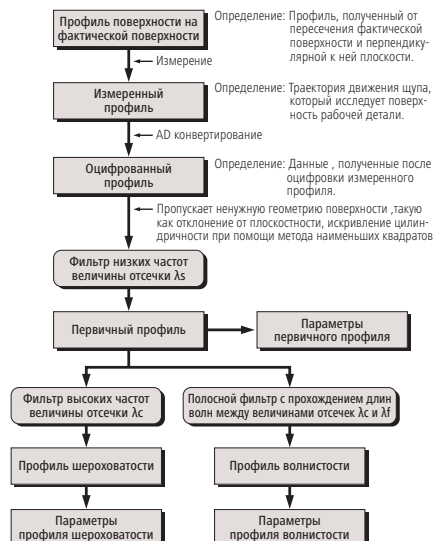 Профиль поверхности на
фактической поверхности
Определение: Профиль, полученный от
пересечения фактической
поверхности и перпендику-
лярной к ней плоскости.
Измерение
Измеренный
профиль
Определение: Траектория движения щупа,
который исследует поверх-
ность рабочей детали.
AD конвертирование
Оцифрованный
профиль
Определение: Данные , полученные после
оцифровки измеренного
профиля.
Пропускает ненужную геометрию поверхности ,такую
как отклонение от плоскостности, искривление цилин-
дричности при помощи метода наименьших квадратов
Фильтр низких частот
величины отсечки λs
Первичный профиль
Параметры
первичного профиля
Фильтр высоких частот
величины отсечки λc
Полосной фильтр с прохождением длин
волн между величинами отсечек λc и λf
Профиль шероховатости
Профиль волнистости
Параметры
профиля шероховатости
Параметры
профиля волнистости